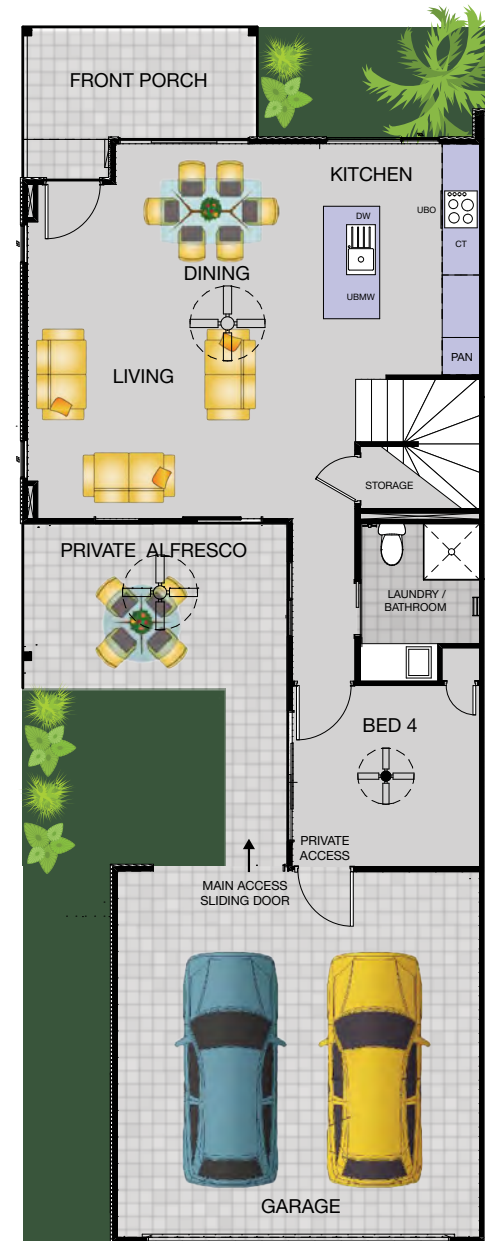 FRONT PORCH
KITCHEN
DW
UBO
CT
DINING
UBMW
PAN
LIVING
STORAGE
PRIVATE ALFRESCO
LAUNDRY /
BATHROOM
BED 4
PRIVATE
ACCESS
MAIN ACCESS
SLIDING DOOR
GARAGE